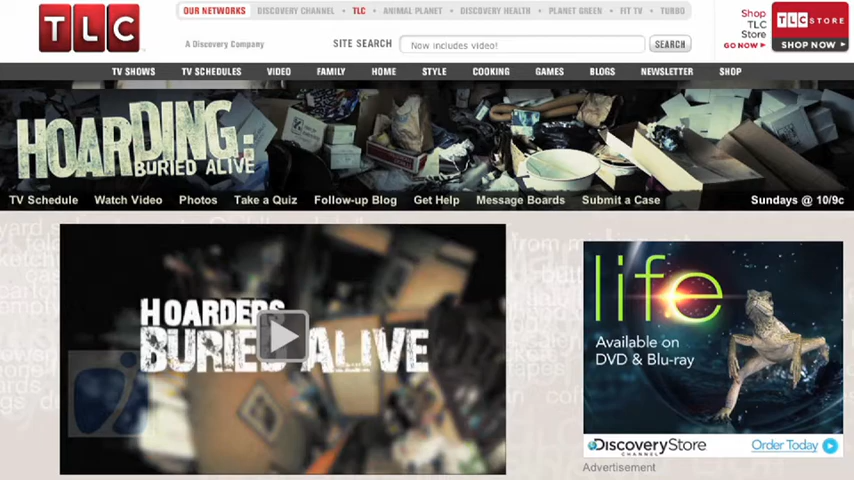 OUR NETWORKS DISCOVERY CHANNEL • TLC • ANIMAL PLANET • DISCOVERY HEALTH • PLANET GREEN • FIT TV • TURBO
TLC
A Discovery Company
SITE SEARCH
Now includes video!
SEARCH
Shop
TLC
Store
GO NOW
TLC STORE
SHOP NOW
TV SHOWS TV SCHEDULES VIDEO FAMILY HOME STYLE COOKING GAMES BLOGS NEWSLETTER SHOP
HOARDING:
BURIED ALIVE
TV Schedule Watch Video Photos Take a Quiz Follow-up Blog Get Help Message Boards Submit a Case Sundays @ 10/9c
HOARDERS
BURIED ALIVE
life
Available on
DVD & Blu-ray
Discovery Store
CHANNEL
Order Today
Advertisement